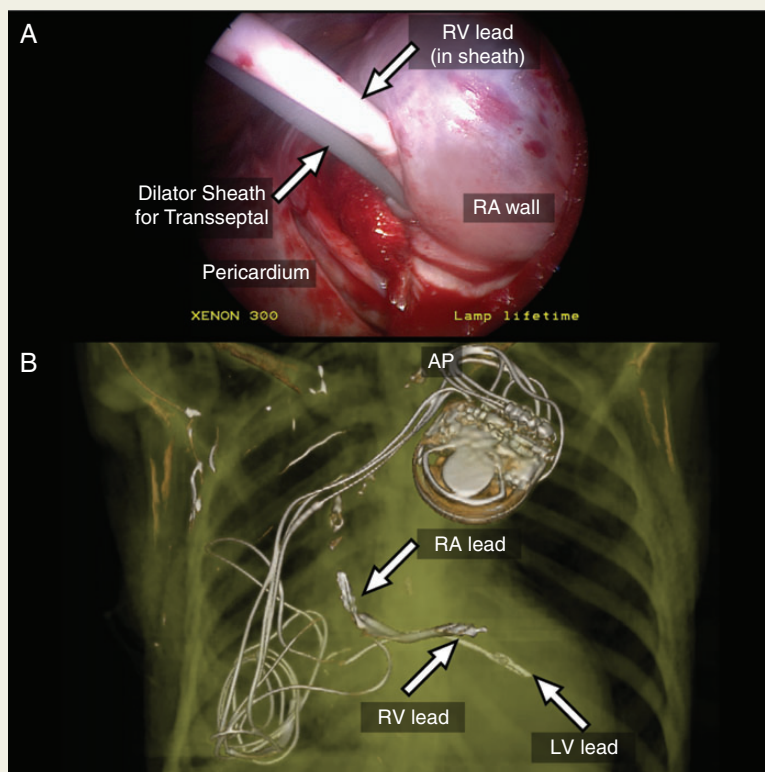 A
RV lead
(in sheath)
Dilator Sheath
for Transseptal
RA wall
Pericardium
XENON 300
Lamp lifetime
B
AP
RA lead
RV lead
LV lead